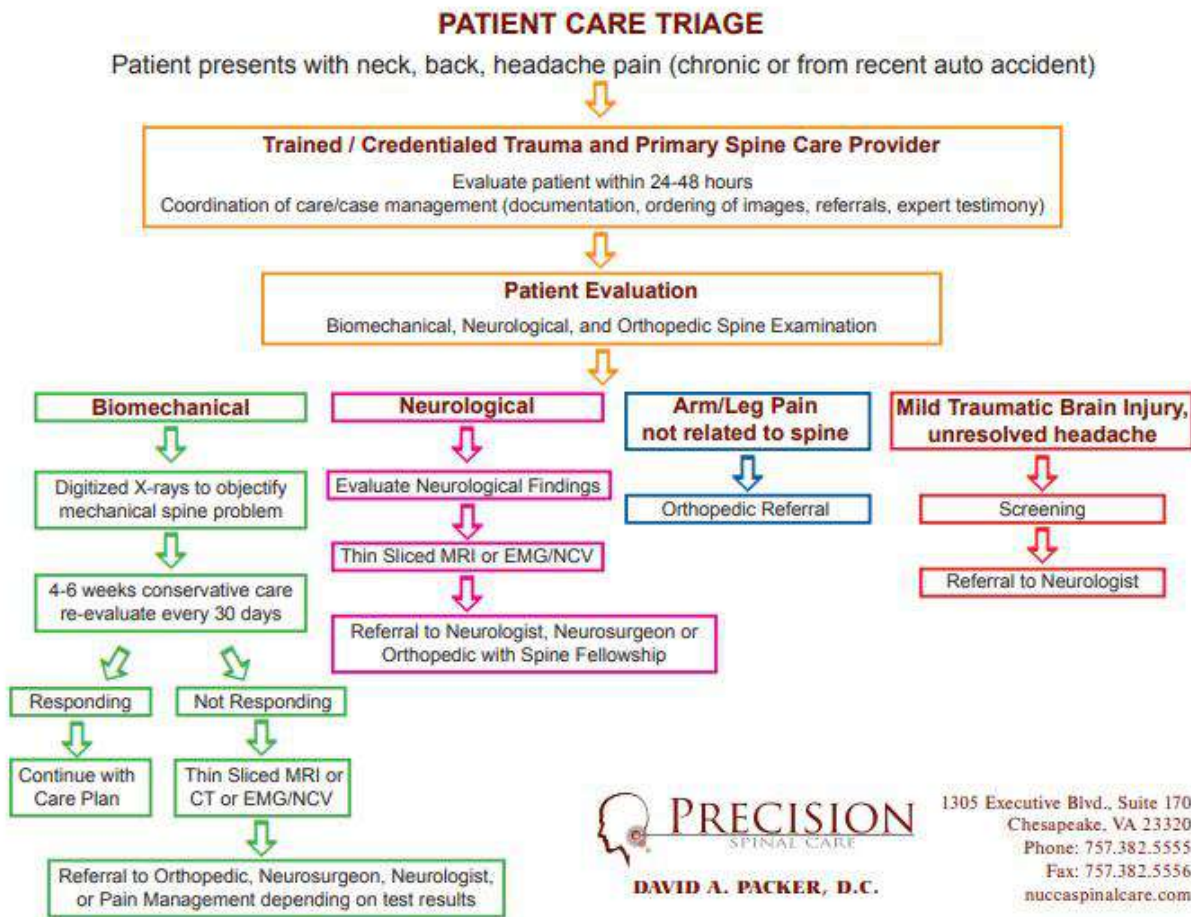 PATIENT CARE TRIAGE
Patient presents with neck, back, headache pain (chronic or from recent auto accident)
Trained / Credentialed Trauma and Primary Spine Care Provider
Evaluate patient within 24-48 hours
Coordination of care/case management (documentation, ordering of images, referrals, expert testimony)
Patient Evaluation
Biomechanical, Neurological, and Orthopedic Spine Examination
Biomechanical
Digitized X-rays to objectify
mechanical spine problem
4-6 weeks conservative care
re-evaluate every 30 days
Responding
Continue with
Care Plan
Not Responding
Thin Sliced MRI or
CT or EMG/NCV
Referral to Orthopedic, Neurosurgeon, Neurologist,
or Pain Management depending on test results
Neurological
Evaluate Neurological Findings
Thin Sliced MRI or EMG/NCV
Referral to Neurologist, Neurosurgeon or
Orthopedic with Spine Fellowship
Arm/Leg Pain
not related to spine
Orthopedic Referral
Mild Traumatic Brain Injury,
unresolved headache
Screening
Referral to Neurologist
PRECISION
SPINAL CARE
DAVID A. PACKER, D.C.
1305 Executive Blvd., Suite 170
Chesapeake, VA 23320
Phone: 757.382.5555
Fax: 757.382.5556
nuccaspinalcare.com